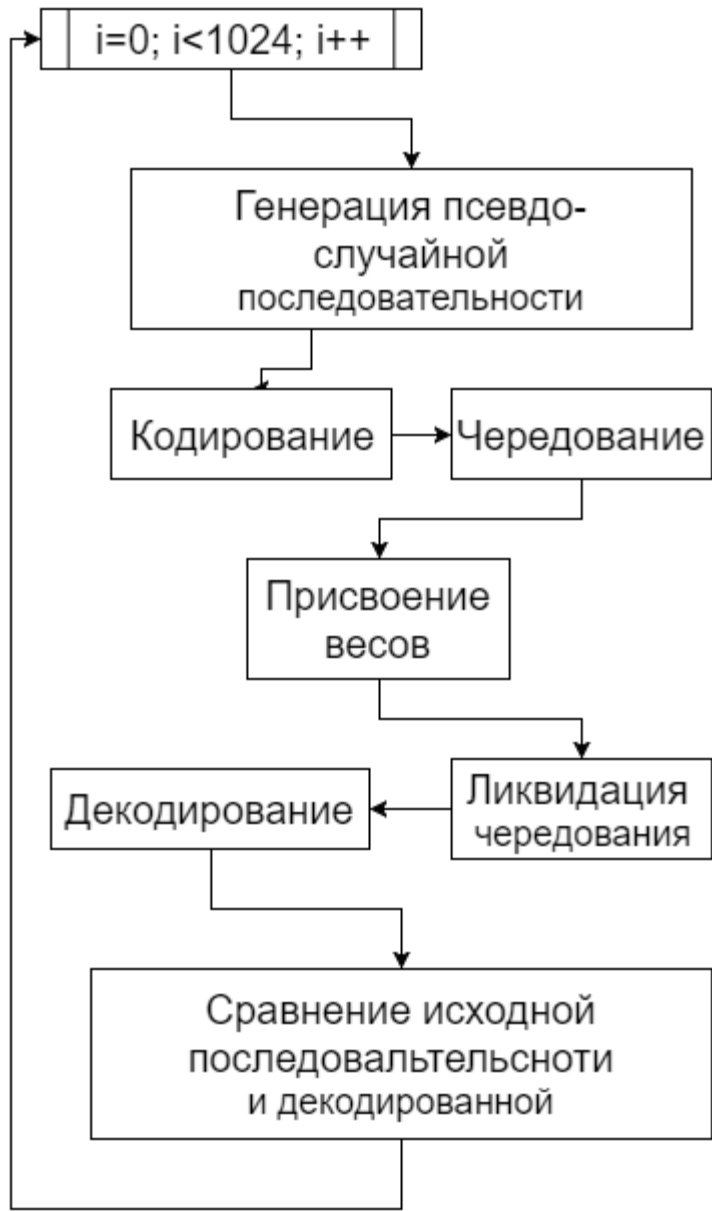 i=0; i<1024; i++
Генерация псевдо-
случайной
последовательности
Кодирование
Чередование
Присвоение
весов
Декодирование
Ликвидация
чередования
Сравнение исходной
последовальтельсноти
и декодированной